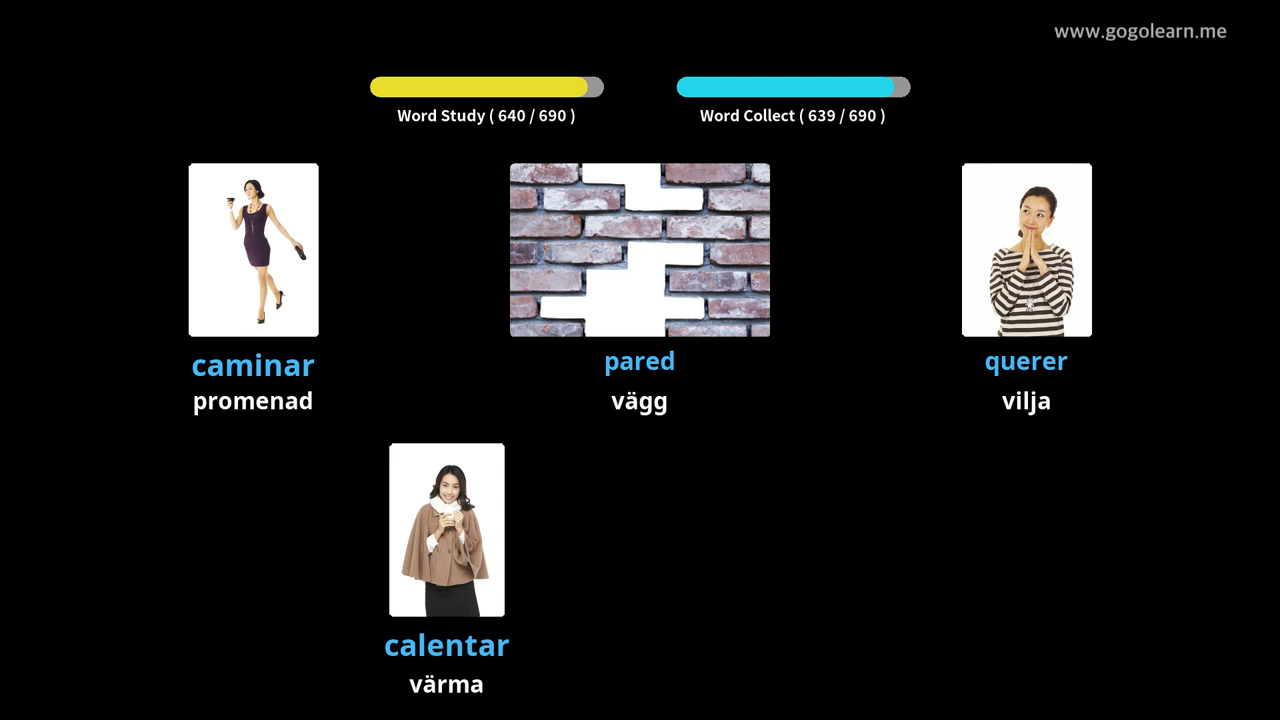 www.gogolearn.me
Word Study ( 640 / 690 )
Word Collect ( 639 / 690 )
caminar
promenad
pared
vägg
querer
vilja
calentar
värma